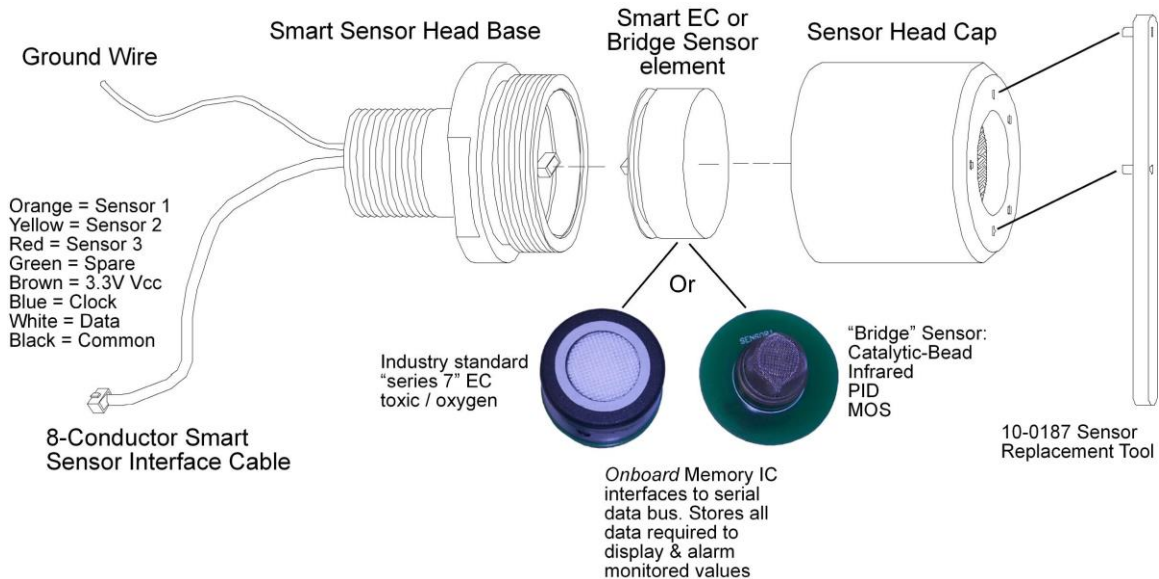 Ground Wire
Smart Sensor Head Base
Smart EC or
Bridge Sensor
element
Sensor Head Cap
Orange = Sensor 1
Yellow = Sensor 2
Red = Sensor 3
Green = Spare
Brown = 3.3V Vcc
Blue = Clock
White = Data
Black = Common
8-Conductor Smart
Sensor Interface Cable
Or
Industry standard
“series 7” EC
toxic / oxygen
SENSOR1
“Bridge” Sensor:
Catalytic-Bead
Infrared
PID
MOS
10-0187 Sensor
Replacement Tool
Onboard Memory IC
interfaces to serial
data bus. Stores all
data required to
display & alarm
monitored values